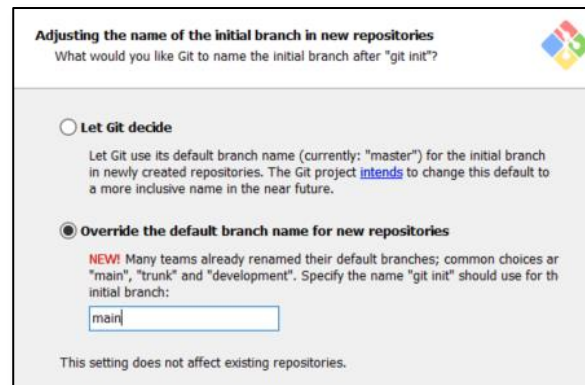 Adjusting the name of the initial branch in new repositories
What would you like Git to name the initial branch after "git init"?
Let Git decide
Let Git use its default branch name (currently: "master") for the initial branch
in newly created repositories. The Git project intends to change this default to
a more inclusive name in the near future.
Override the default branch name for new repositories
NEW! Many teams already renamed their default branches; common choices ar
"main", "trunk" and "development". Specify the name "git init" should use for th
initial branch:
main
This setting does not affect existing repositories.